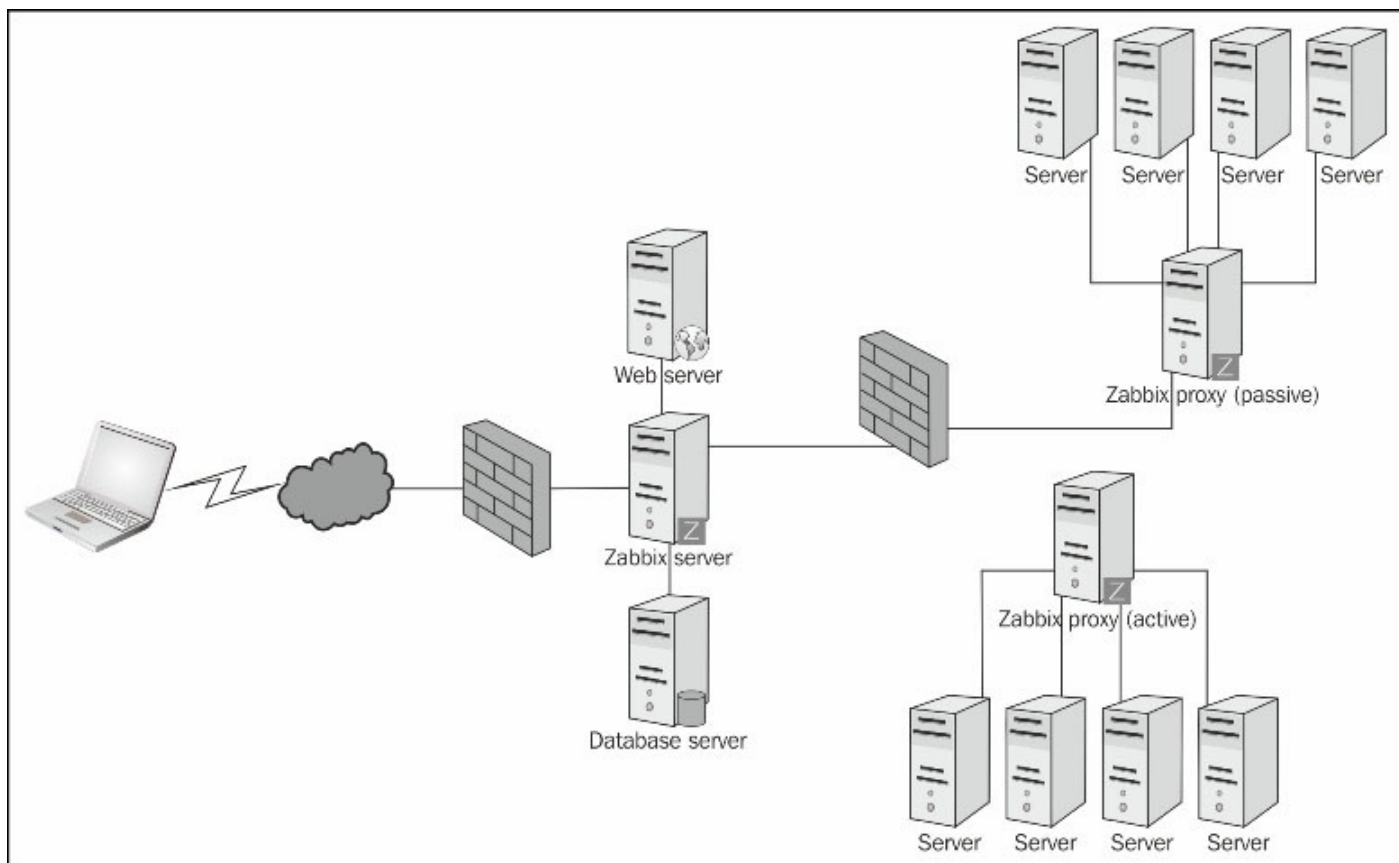 Server
Server
Server
Server
Web server
Z
Zabbix proxy (passive)
Z
Zabbix server
Z
Zabbix proxy (active)
Database server
Server
Server
Server
Server